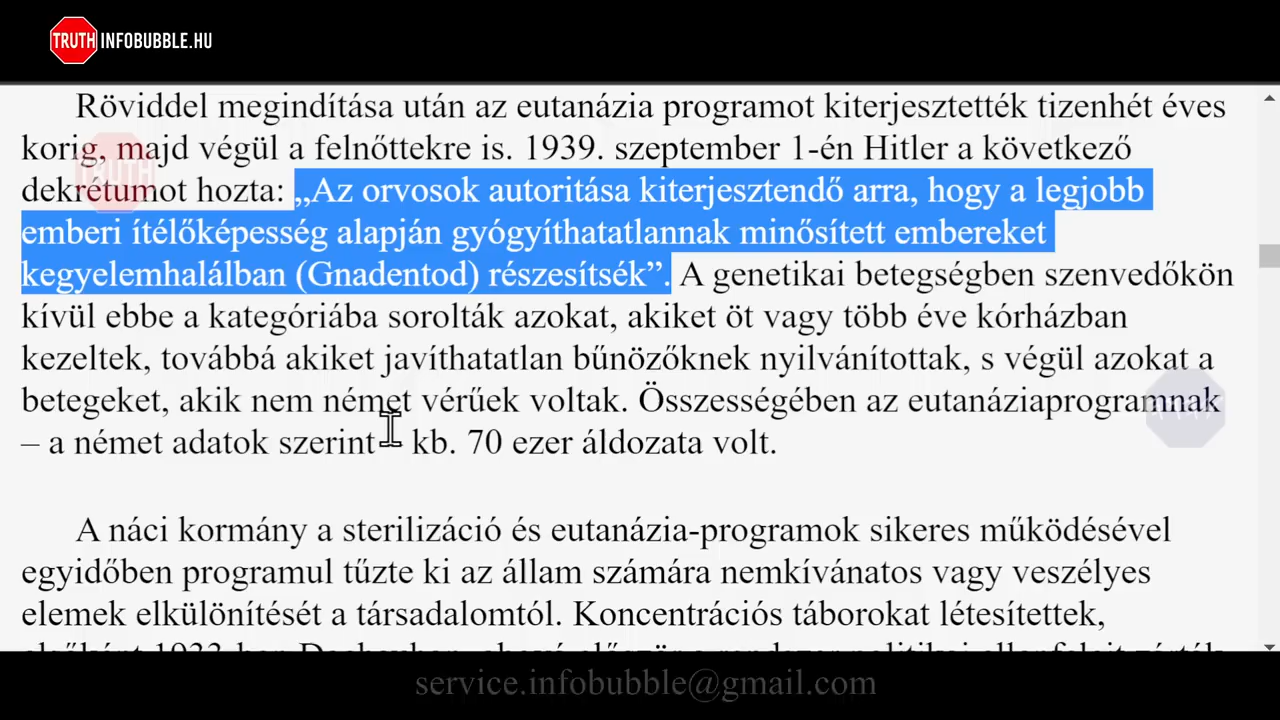 TRUTH INFOBUBBLE.HU
Röviddel megindítása után az eutanázia programot kiterjesztették tizenhét éves
korig, majd végül a felnőttekre is. 1939. szeptember 1-én Hitler a következő
dekrétumot hozta: „Az orvosok autoritása kiterjesztendő arra, hogy a legjobb
emberi ítélőképesség alapján gyógyíthatatlannak minősített embereket
kegyelemhalálban (Gnadentod) részesítsék”. A genetikai betegségben szenvedőkön
kívül ebbe a kategóriába sorolták azokat, akiket öt vagy több éve kórházban
kezeltek, továbbá akiket javíthatatlan bűnözőknek nyilvánítottak, s végül azokat a
betegeket, akik nem német vérűek voltak. Összességében az eutanáziaprogramnak
– a német adatok szerint kb. 70 ezer áldozata volt.
A náci kormány a sterilizáció és eutanázia-programok sikeres működésével
egyidőben programul tűzte ki az állam számára nemkívánatos vagy veszélyes
elemek elkülönítését a társadalomtól. Koncentrációs táborokat létesítettek,
service.infobubble@gmail.com